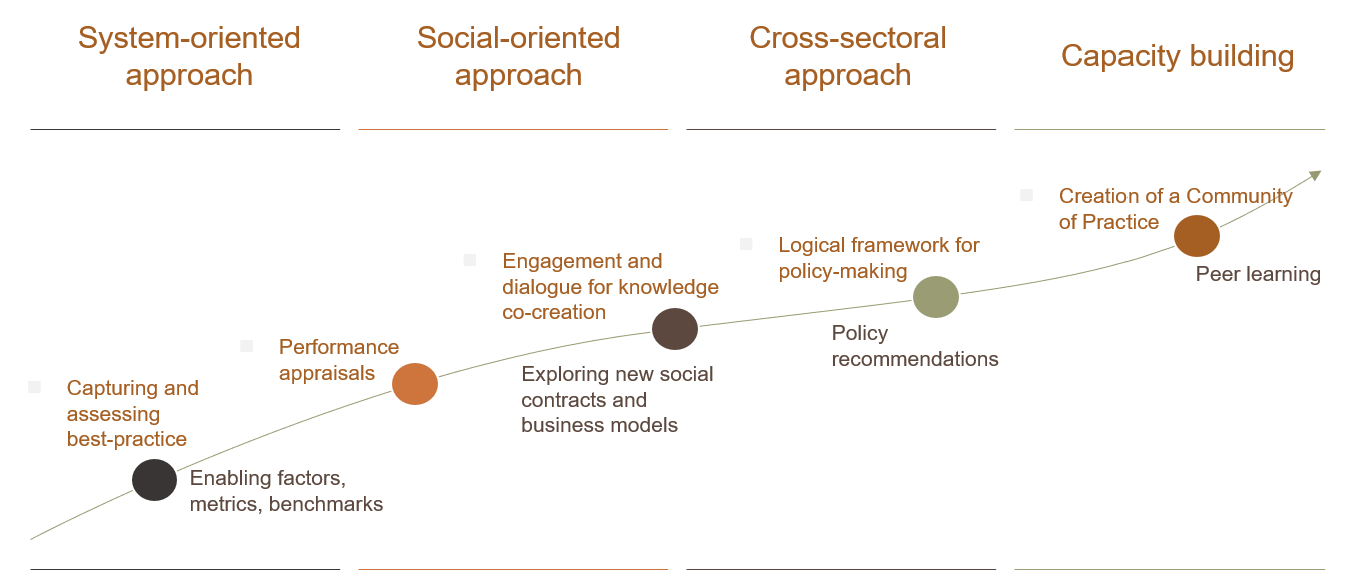 System-oriented
approach
Social-oriented
approach
Cross-sectoral
approach
Capacity building
Capturing and
assessing
best-practice
Enabling factors,
metrics, benchmarks
Performance
appraisals
Engagement and
dialogue for knowledge
co-creation
Exploring new social
contracts and
business models
Logical framework for
policy-making
Policy
recommendations
Creation of a Community
of Practice
Peer learning